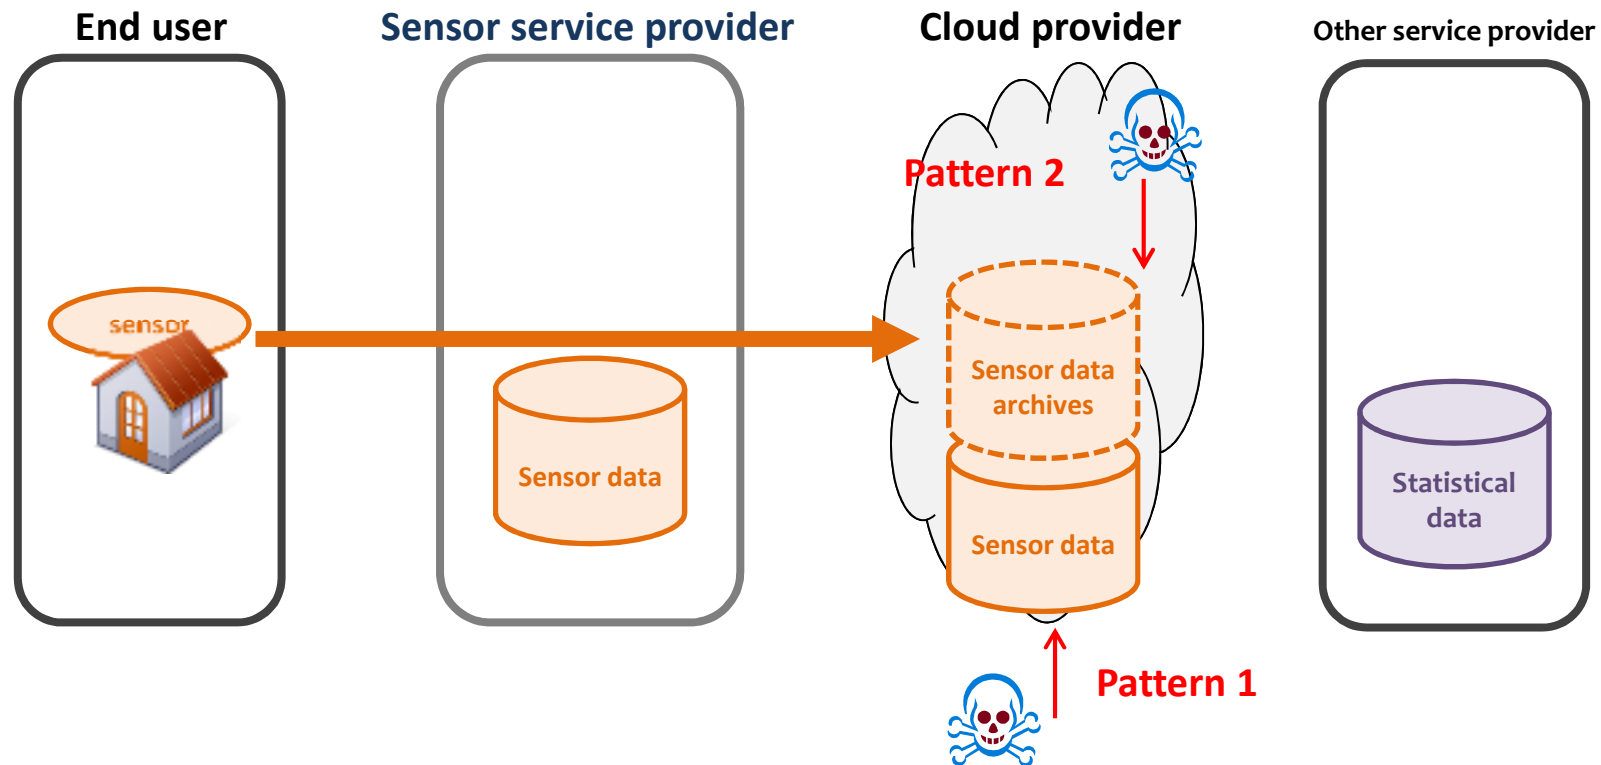 End user
Sensor service provider
Cloud provider
Other service provider
Pattern 2
sensor
Sensor data
archives
Sensor data
Sensor data
Statistical
data
Pattern 1